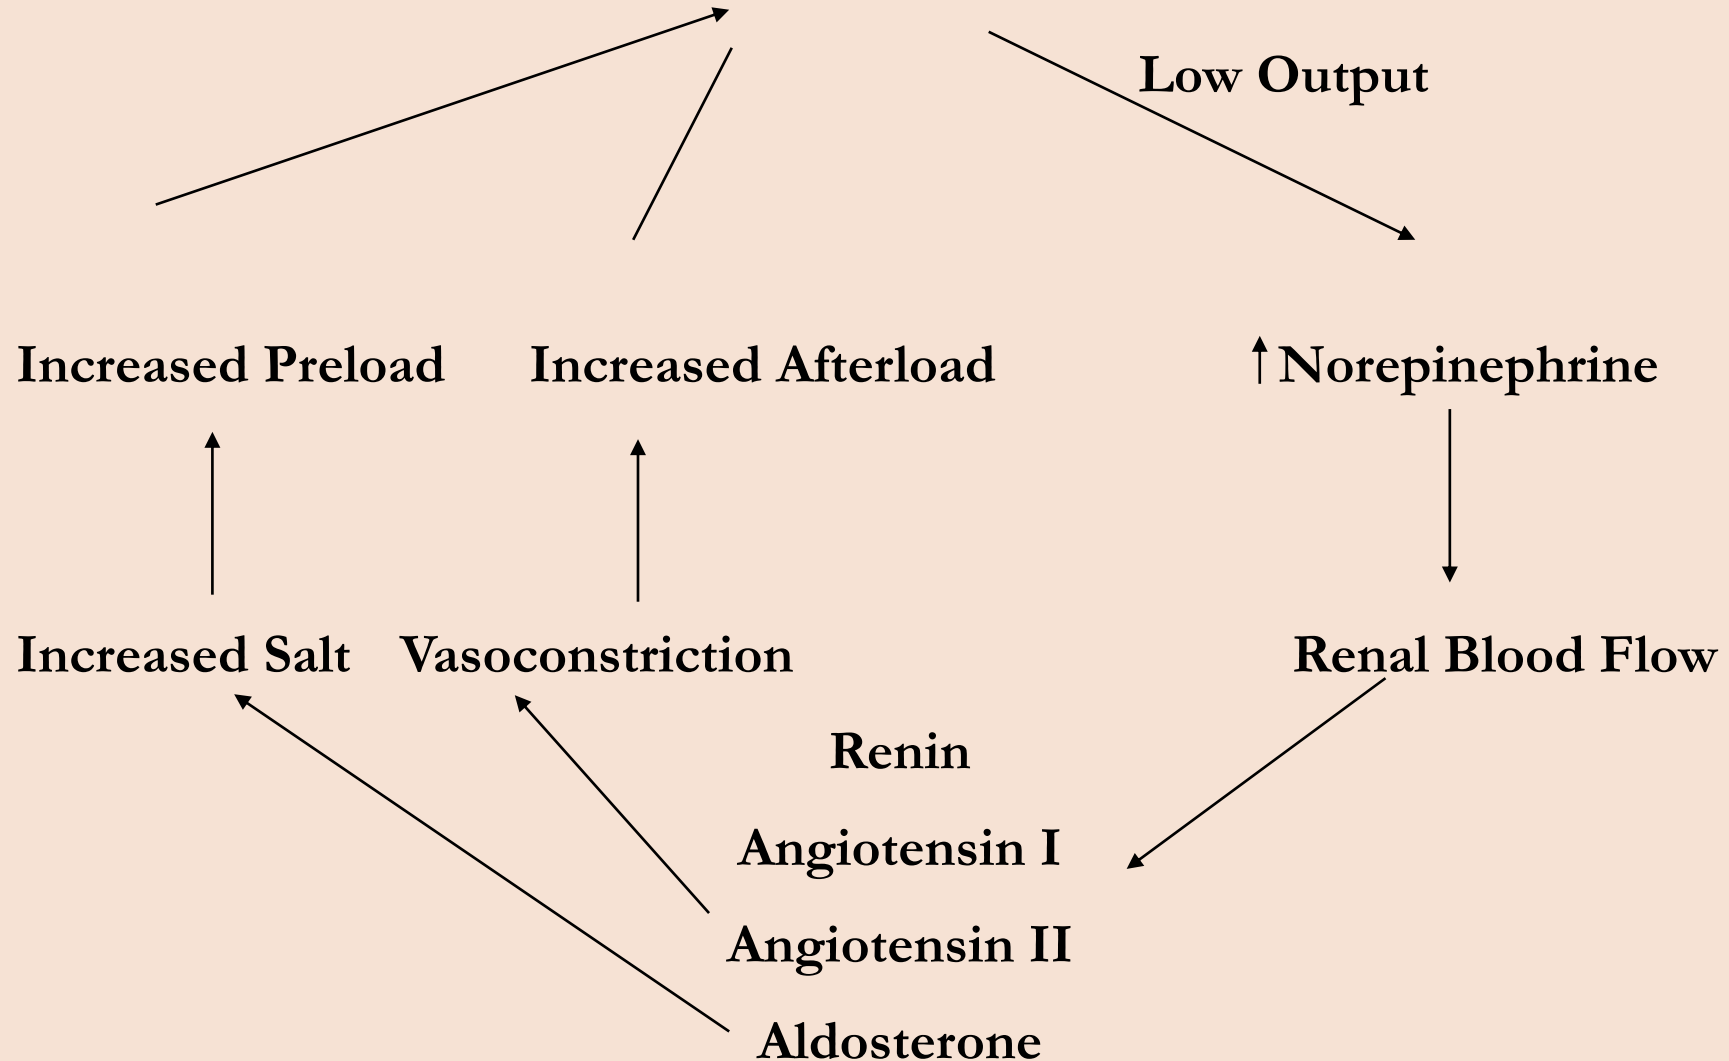 Low Output
Increased Preload Increased Afterload ↑Norepinephrine
Increased Salt Vasoconstriction Renal Blood Flow
Renin
Angiotensin I
Angiotensin II
Aldosterone